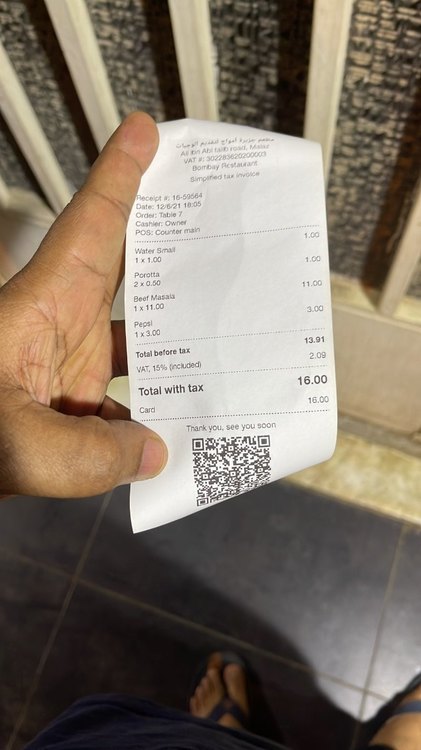 مطعم جزيرة أمواج لتقديم الوجبات
Ali Ibn Abi talib road, Malaz
VAT #: 302283620200003
Bombay Restaurant
Simplified tax invoice
Receipt #: 16-59564
Date: 12/6/21 18:05
Order: Table 7
Cashier: Owner
POS: Counter main
Water Small 1.00
1 x 1.00
Porotta 1.00
2 x 0.50
Beef Masala 11.00
1 x 11.00
Pepsi 3.00
1 x 3.00
Total before tax 13.91
VAT, 15% (included) 2.09
Total with tax 16.00
Card 16.00
Thank you, see you soon